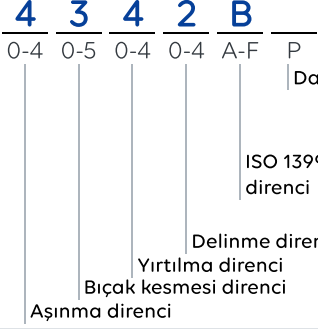 4 3 4 2 B
0-4 0-5 0-4 0-4 A-F P
Da
ISO 139
direnci
Delinme diren
Yırtılma direnci
Bıçak kesmesi direnci
Aşınma direnci